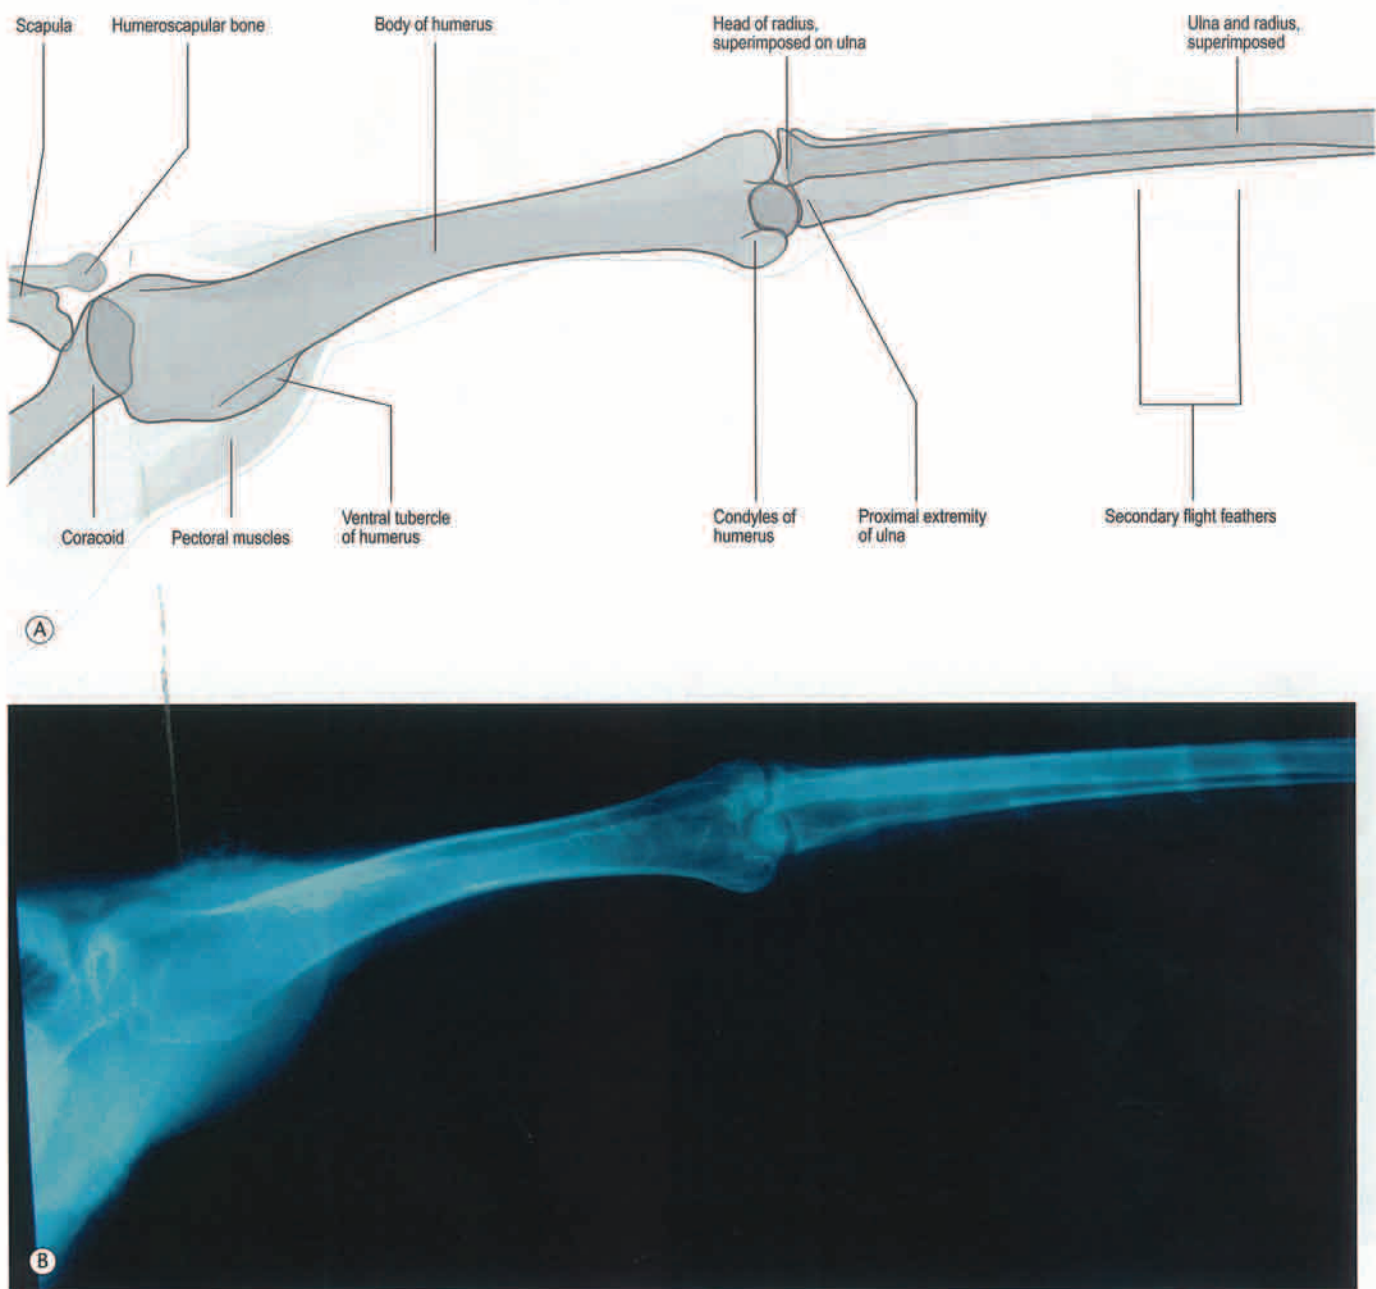 Scapula
Humeroscapular bone
Body of humerus
Head of radius,
superimposed on ulna
Ulna and radius,
superimposed
Coracoid
Pectoral muscles
Ventral tubercle
of humerus
Condyles of
humerus
Proximal extremity
of ulna
Secondary flight feathers
A
B